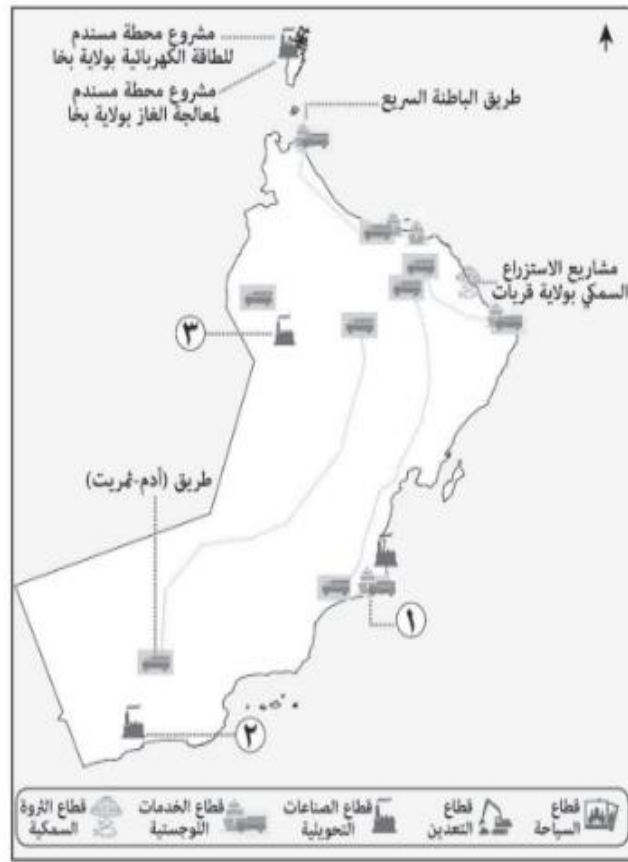 مشروع محطة مسندم
للطاقة الكهربائية بولاية بخا
مشروع محطة مسندم
لمعالجة الغاز بولاية بخا
طريق الباطنة السريع
مشاريع الاستزراع
السمكي بولاية قريات
٣
طريق (أدم-ثمريت)
١
٢
قطاع السياحة
قطاع التعدين
قطاع الصناعات التحويلية
قطاع الخدمات اللوجستية
قطاع الثروة السمكية